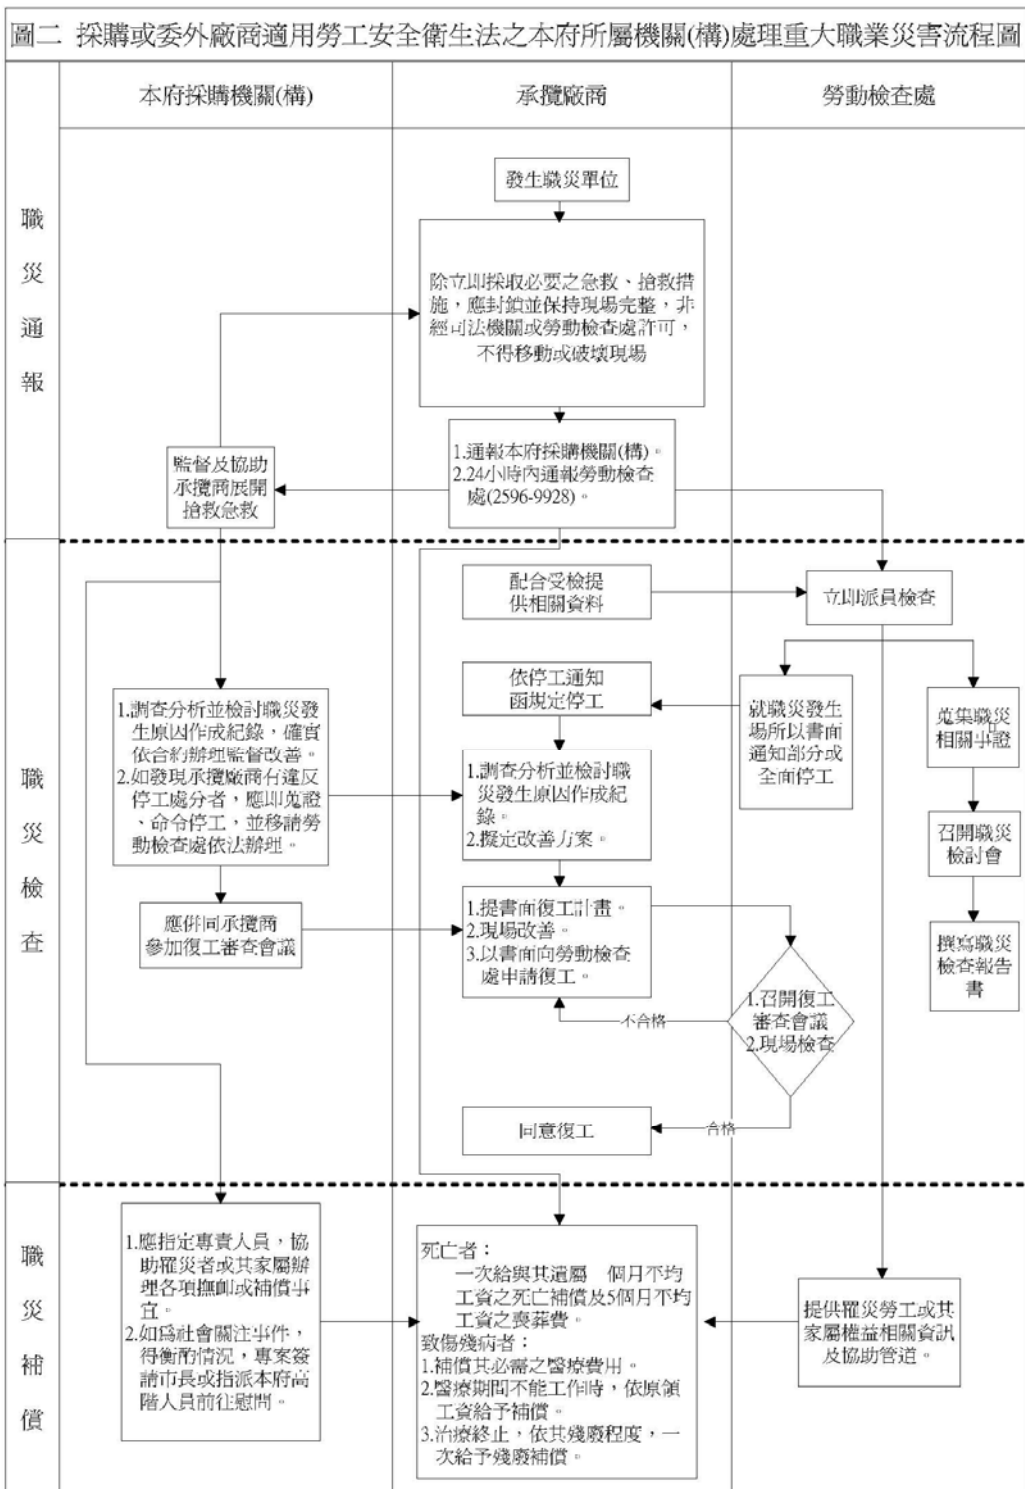 圖二 採購或委外廠商適用勞工安全衛生法之本府所屬機關(構)處理重大職業災害流程圖
本府採購機關(構)
承攬廠商
勞動檢查處
職災通報
發生職災單位
除立即採取必要之急救、搶救措
施，應封鎖並保持現場完整，非
經司法機關或勞動檢查處許可，
不得移動或破壞現場
1.通報本府採購機關(構)。
2.24小時內通報勞動檢查
處(2596-9928)。
監督及協助
承攬商展開
搶救急救
職災檢查
配合受檢提
供相關資料
立即派員檢查
依停工通知
函規定停工
就職災發生
場所以書面
通知部分或
全面停工
蒐集職災
相關事證
1.調查分析並檢討職災發
生原因作成紀錄，確實
依合約辦理監督改善。
2.如發現承攬廠商有違反
停工處分者，應即蒐證
、命令停工，並移請勞
動檢查處依法辦理。
1.調查分析並檢討職
災發生原因作成紀
錄。
2.擬定改善方案。
召開職災
檢討會
應併同承攬商
參加復工審查會議
1.提書面復工計畫。
2.現場改善。
3.以書面向勞動檢查
處申請復工。
撰寫職災
檢查報告
書
1.召開復工
審查會議
2.現場檢查
不合格
同意復工
合格
職災補償
1.應指定專責人員，協
助罹災者或其家屬辦
理各項撫卹或補償事
宜。
2.如為社會關注事件，
得衡酌情況，專案簽
請市長或指派本府高
階人員前往慰問。
死亡者：
一次給與其遺屬 個月不均
工資之死亡補償及5個月不均
工資之喪葬費。
致傷殘病者：
1.補償其必需之醫療費用。
2.醫療期間不能工作時，依原領
工資給予補償。
3.治療終止，依其殘廢程度，一
次給予殘廢補償。
提供罹災勞工或其
家屬權益相關資訊
及協助管道。